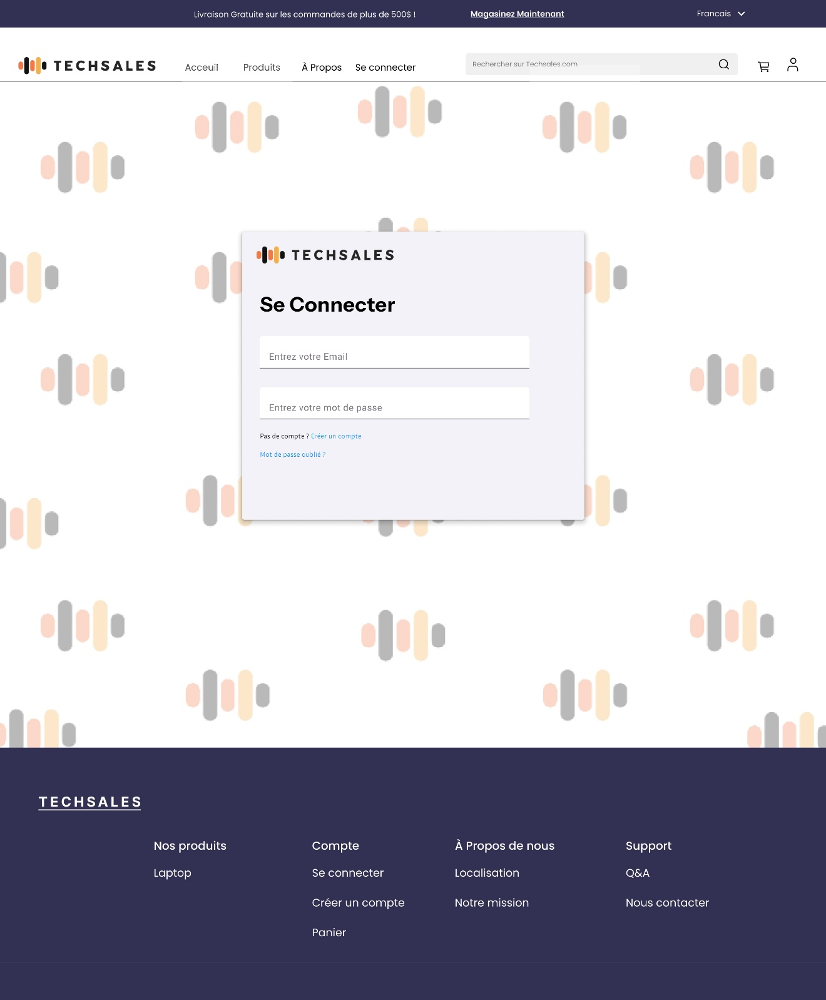 Livraison Gratuite sur les commandes de plus de 500$ !
Magasinez Maintenant
Francais
TECHSALES
Acceuil
Produits
À Propos
Se connecter
Rechercher sur Techsales.com
TECHSALES
Se Connecter
Entrez votre Email
Entrez votre mot de passe
Pas de compte ? Créer un compte
Mot de passe oublié ?
TECHSALES
Nos produits
Laptop
Compte
Se connecter
Créer un compte
Panier
À Propos de nous
Localisation
Notre mission
Support
Q&A
Nous contacter